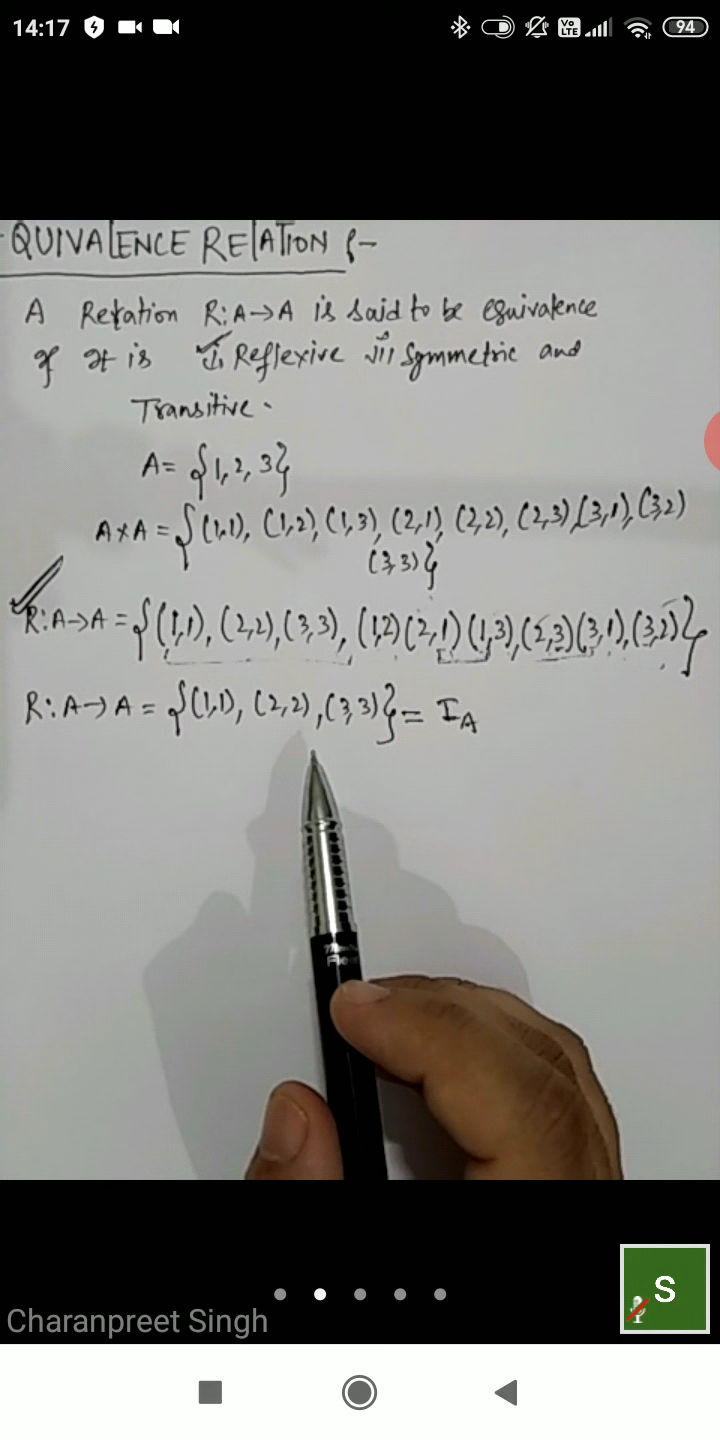 14:17 Vo LTE 94
QUIVALENCE RELATION :-
A Relation R:A→A is said to be equivalence
if It is i, Reflexive ii Symmetric and
Transitive.
A= {1,2,3}
A×A = {(1,1), (1,2), (1,3), (2,1), (2,2), (2,3), (3,1), (3,2)
(3,3)}
R:A→A = {(1,1), (2,2), (3,3), (1,2) (2,1) (1,3), (2,3) (3,1), (3,2)}
R:A→A = {(1,1), (2,2), (3,3)} = I_A
S
Charanpreet Singh